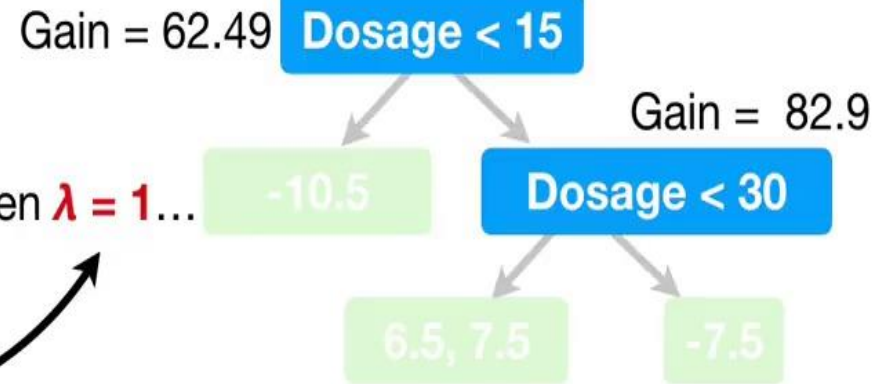 Gain = 62.49
Dosage < 15
Gain = 82.9
en λ = 1...
-10.5
Dosage < 30
6.5, 7.5
-7.5